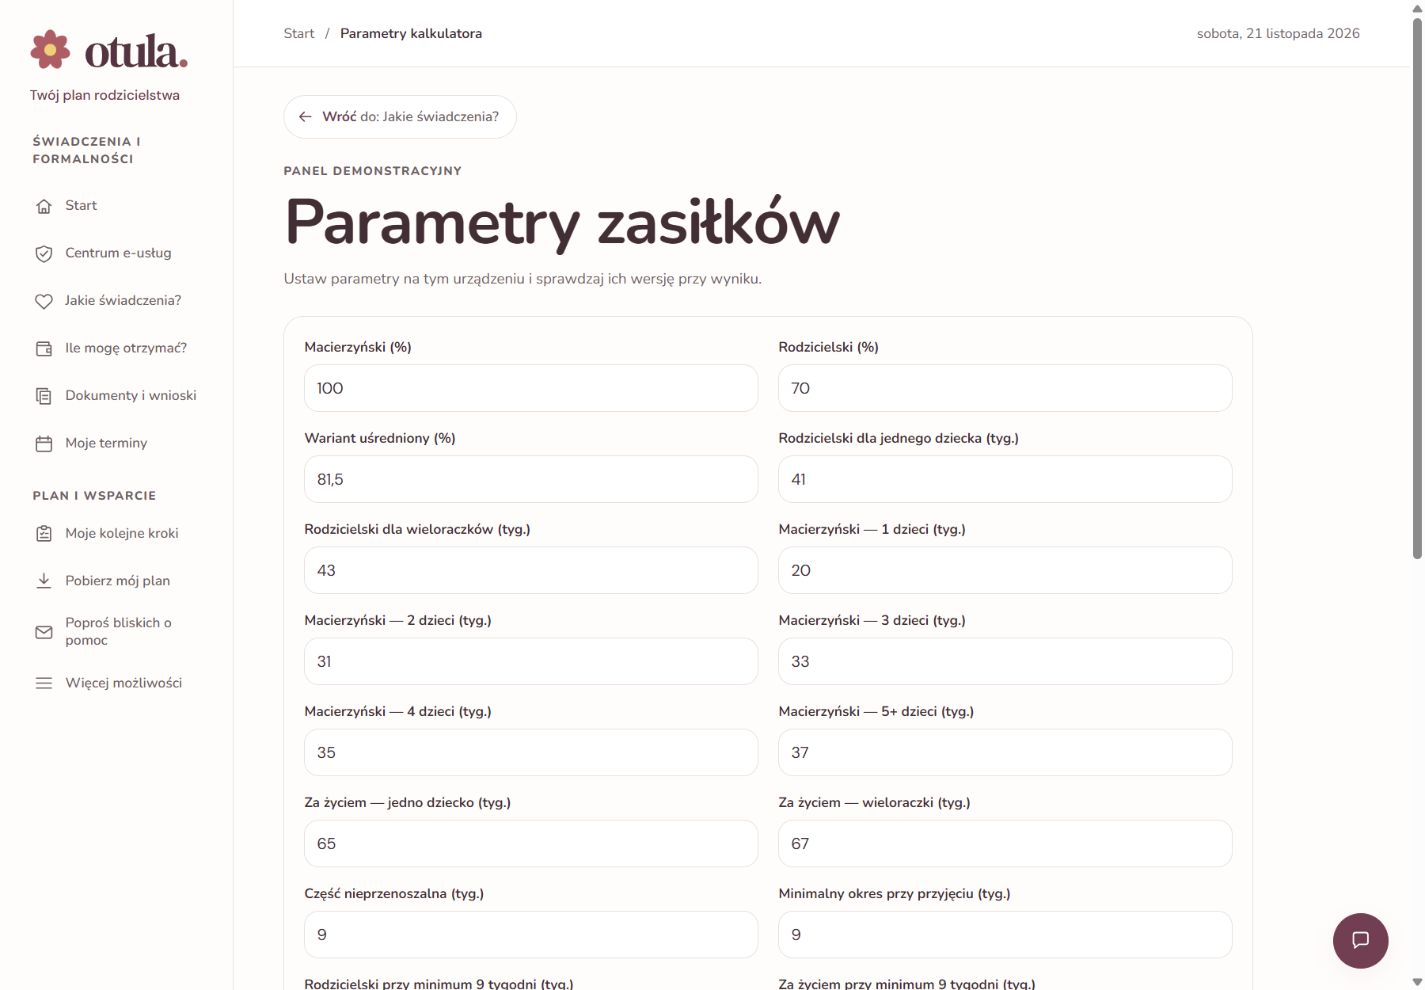 otula.
Twój plan rodzicielstwa
ŚWIADCZENIA I
FORMALNOŚCI
Start
Centrum e-usług
Jakie świadczenia?
Ile mogę otrzymać?
Dokumenty i wnioski
Moje terminy
PLAN I WSPARCIE
Moje kolejne kroki
Pobierz mój plan
Poproś bliskich o
pomoc
Więcej możliwości
Start / Parametry kalkulatora
sobota, 21 listopada 2026
← Wróć do: Jakie świadczenia?
PANEL DEMONSTRACYJNY
Parametry zasiłków
Ustaw parametry na tym urządzeniu i sprawdzaj ich wersję przy wyniku.
Macierzyński (%)
100
Rodzicielski (%)
70
Wariant uśredniony (%)
81,5
Rodzicielski dla jednego dziecka (tyg.)
41
Rodzicielski dla wieloraczków (tyg.)
43
Macierzyński — 1 dzieci (tyg.)
20
Macierzyński — 2 dzieci (tyg.)
31
Macierzyński — 3 dzieci (tyg.)
33
Macierzyński — 4 dzieci (tyg.)
35
Macierzyński — 5+ dzieci (tyg.)
37
Za życiem — jedno dziecko (tyg.)
65
Za życiem — wieloraczki (tyg.)
67
Część nieprzenoszalna (tyg.)
9
Minimalny okres przy przyjęciu (tyg.)
9
Rodzicielski przy minimum 9 tygodni (tyg.)
Za życiem przy minimum 9 tygodni (tyg.)